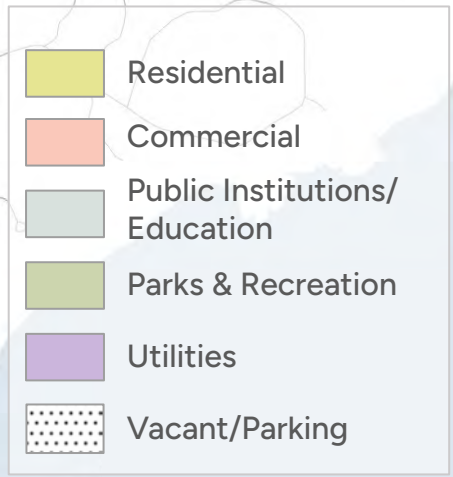 Residential
Commercial
Public Institutions/
Education
Parks & Recreation
Utilities
Vacant/Parking